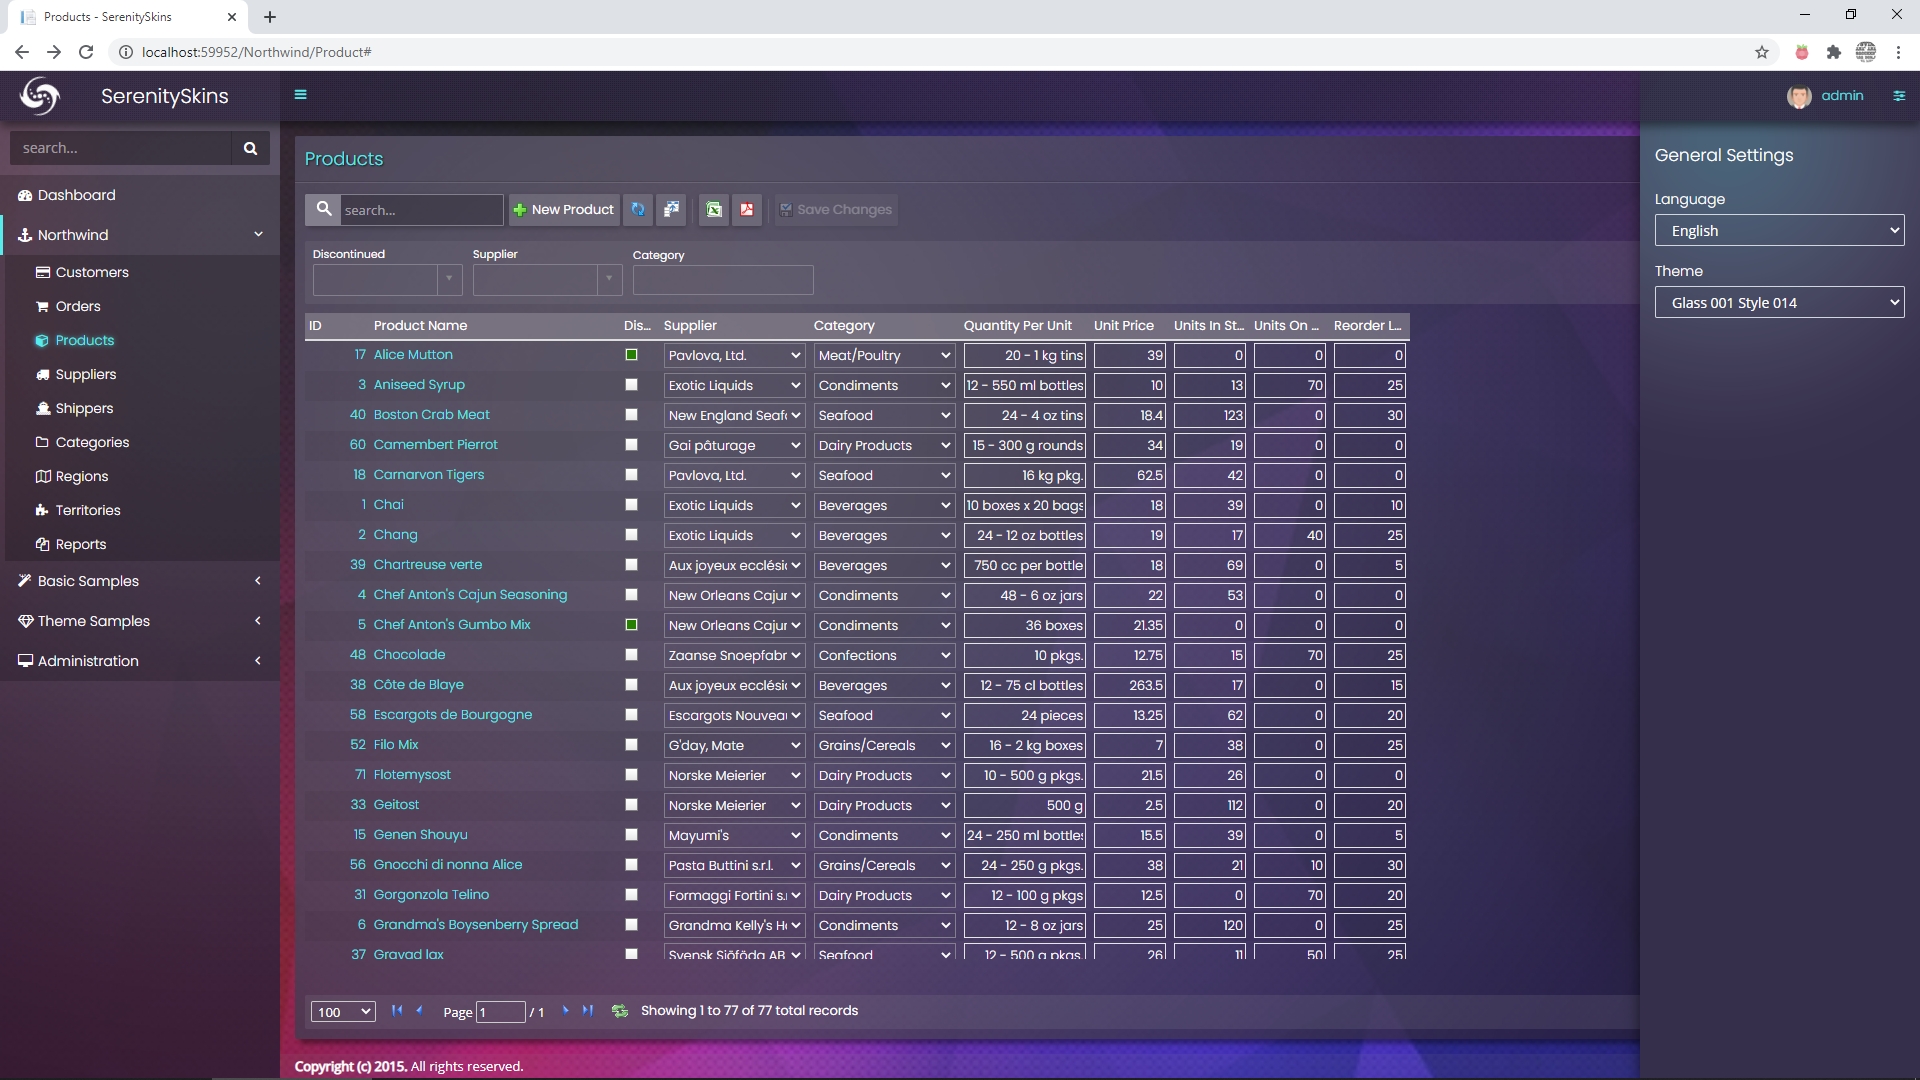 Products - SerenitySkins
localhost:59952/Northwind/Product#
SerenitySkins
admin
search...
Dashboard
Northwind
Customers
Orders
Products
Suppliers
Shippers
Categories
Regions
Territories
Reports
Basic Samples
Theme Samples
Administration
Products
search... New Product Save Changes
Discontinued Supplier Category
ID Product Name Dis... Supplier Category Quantity Per Unit Unit Price Units In St... Units On ... Reorder L...
17 Alice Mutton Pavlova, Ltd. Meat/Poultry 20 - 1 kg tins 39 0 0 0
3 Aniseed Syrup Exotic Liquids Condiments 12 - 550 ml bottles 10 13 70 25
40 Boston Crab Meat New England Seaf Seafood 24 - 4 oz tins 18.4 123 0 30
60 Camembert Pierrot Gai pâturage Dairy Products 15 - 300 g rounds 34 19 0 0
18 Carnarvon Tigers Pavlova, Ltd. Seafood 16 kg pkg. 62.5 42 0 0
1 Chai Exotic Liquids Beverages 10 boxes x 20 bags 18 39 0 10
2 Chang Exotic Liquids Beverages 24 - 12 oz bottles 19 17 40 25
39 Chartreuse verte Aux joyeux ecclési Beverages 750 cc per bottle 18 69 0 5
4 Chef Anton's Cajun Seasoning New Orleans Cajur Condiments 48 - 6 oz jars 22 53 0 0
5 Chef Anton's Gumbo Mix New Orleans Cajur Condiments 36 boxes 21.35 0 0 0
48 Chocolade Zaanse Snoepfabr Confections 10 pkgs. 12.75 15 70 25
38 Côte de Blaye Aux joyeux ecclési Beverages 12 - 75 cl bottles 263.5 17 0 15
58 Escargots de Bourgogne Escargots Nouveau Seafood 24 pieces 13.25 62 0 20
52 Filo Mix G'day, Mate Grains/Cereals 16 - 2 kg boxes 7 38 0 25
71 Flotemysost Norske Meierier Dairy Products 10 - 500 g pkgs. 21.5 26 0 0
33 Geitost Norske Meierier Dairy Products 500 g 2.5 112 0 20
15 Genen Shouyu Mayumi's Condiments 24 - 250 ml bottles 15.5 39 0 5
56 Gnocchi di nonna Alice Pasta Buttini s.r.l. Grains/Cereals 24 - 250 g pkgs. 38 21 10 30
31 Gorgonzola Telino Formaggi Fortini s. Dairy Products 12 - 100 g pkgs 12.5 0 70 20
6 Grandma's Boysenberry Spread Grandma Kelly's H Condiments 12 - 8 oz jars 25 120 0 25
37 Gravad lax Svensk Sjöföda AB Seafood 12 - 500 g pkgs. 26 11 50 25
100 Page 1 / 1 Showing 1 to 77 of 77 total records
Copyright (c) 2015. All rights reserved.
General Settings
Language
English
Theme
Glass 001 Style 014